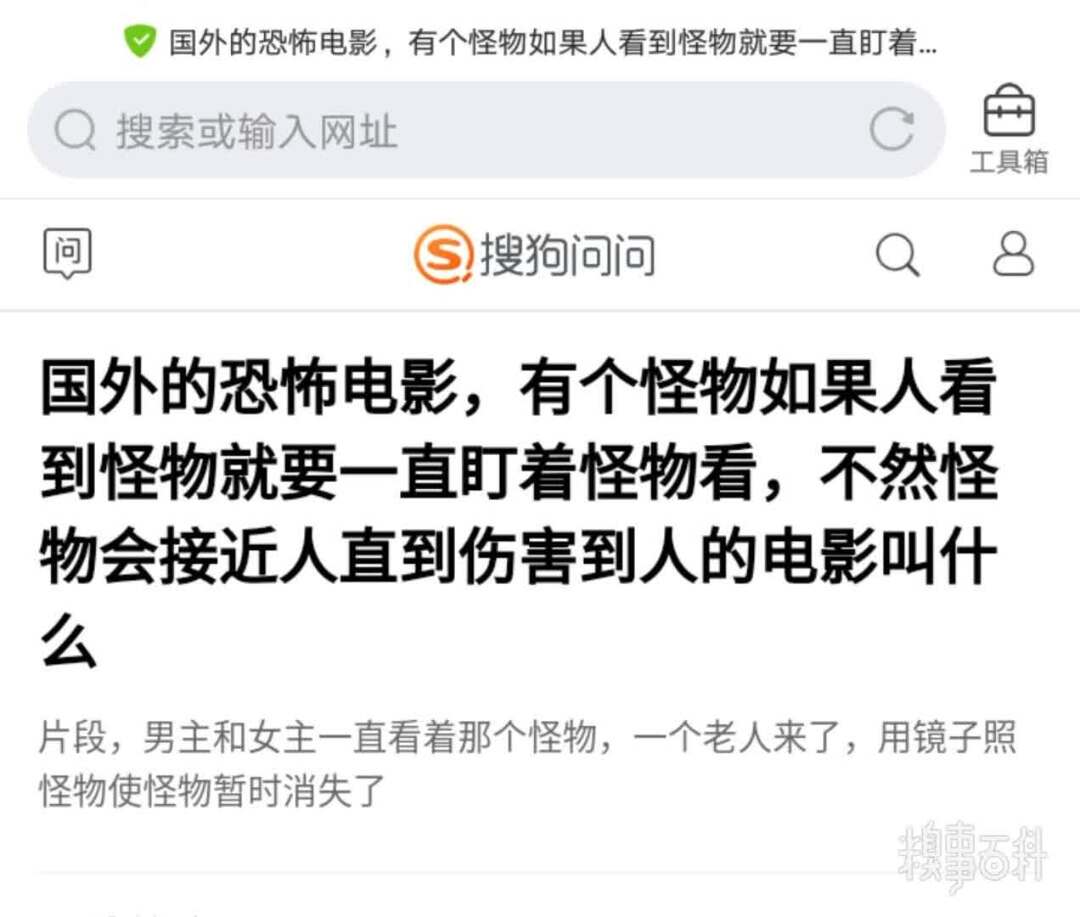 国外的恐怖电影，有个怪物如果人看到怪物就要一直盯着...
搜索或输入网址
工具箱
问
S 搜狗问问
国外的恐怖电影，有个怪物如果人看
到怪物就要一直盯着怪物看，不然怪
物会接近人直到伤害到人的电影叫什
么
片段，男主和女主一直看着那个怪物，一个老人来了，用镜子照
怪物使怪物暂时消失了
糗事百科